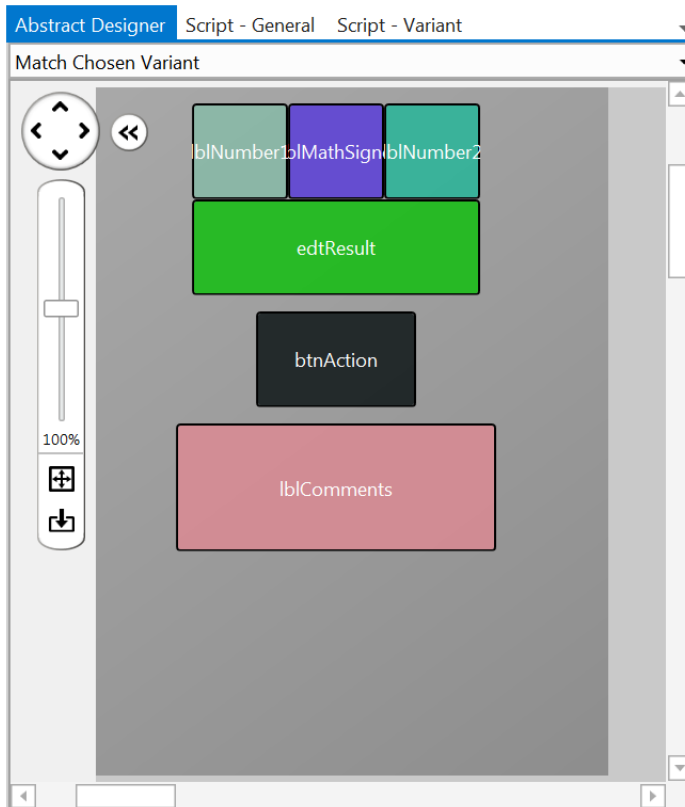 Abstract Designer Script - General Script - Variant
Match Chosen Variant
lblNumber1 lblMathSign lblNumber2
edtResult
btnAction
100%
lblComments